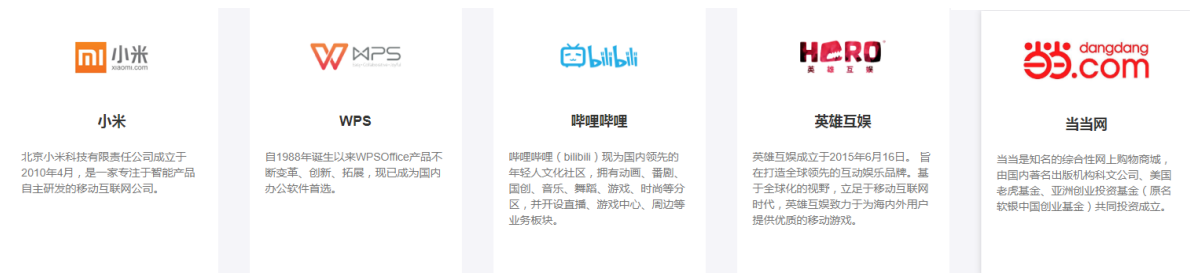 mi 小米
xiaomi.com
小米
北京小米科技有限责任公司成立于
2010年4月，是一家专注于智能产品
自主研发的移动互联网公司。
WPS
WPS
自1988年诞生以来WPSOffice产品不
断变革、创新、拓展，现已成为国内
办公软件首选。
bilibili
哔哩哔哩
哔哩哔哩（bilibili）现为国内领先的
年轻人文化社区，拥有动画、番剧、
国创、音乐、舞蹈、游戏、时尚等分
区，并开设直播、游戏中心、周边等
业务板块。
HERO
英雄互娱
英雄互娱
英雄互娱成立于2015年6月16日。 旨
在打造全球领先的互动娱乐品牌。基
于全球化的视野，立足于移动互联网
时代，英雄互娱致力于为海内外用户
提供优质的移动游戏。
当当 dangdang
.com
当当网
当当是知名的综合性网上购物商城，
由国内著名出版机构科文公司、美国
老虎基金、亚洲创业投资基金（原名
软银中国创业基金）共同投资成立。